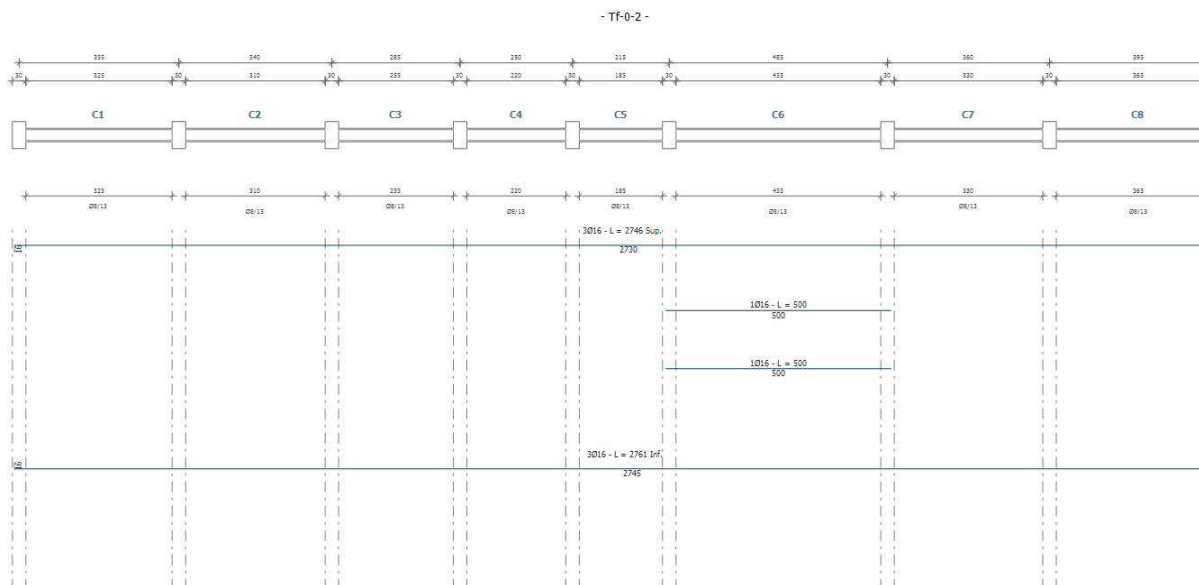 - Tf-0-2 -
355 340 285 250 215 485 360 395
30 325 30 310 30 255 30 220 30 185 30 455 30 330 30 365
C1 C2 C3 C4 C5 C6 C7 C8
325 310 255 220 185 455 330 365
Ø8/13 Ø8/13 Ø8/13 Ø8/13 Ø8/13 Ø8/13 Ø8/13 Ø8/13
3Ø16 - L = 2746 Sup.
16
2730
1Ø16 - L = 500
500
1Ø16 - L = 500
500
3Ø16 - L = 2761 Inf.
16
2745